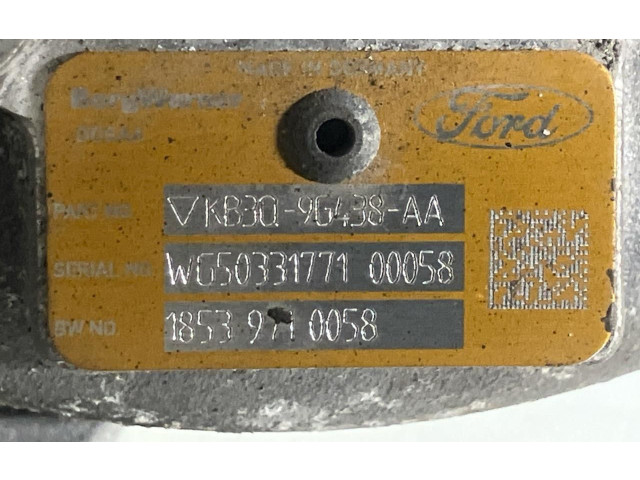 MADE IN GERMANY
BorgWarner
Ford
PART NO. ▽KB3Q-9G438-AA
SERIAL NO. WG50331771 00058
BW NO. 1853 971 0058